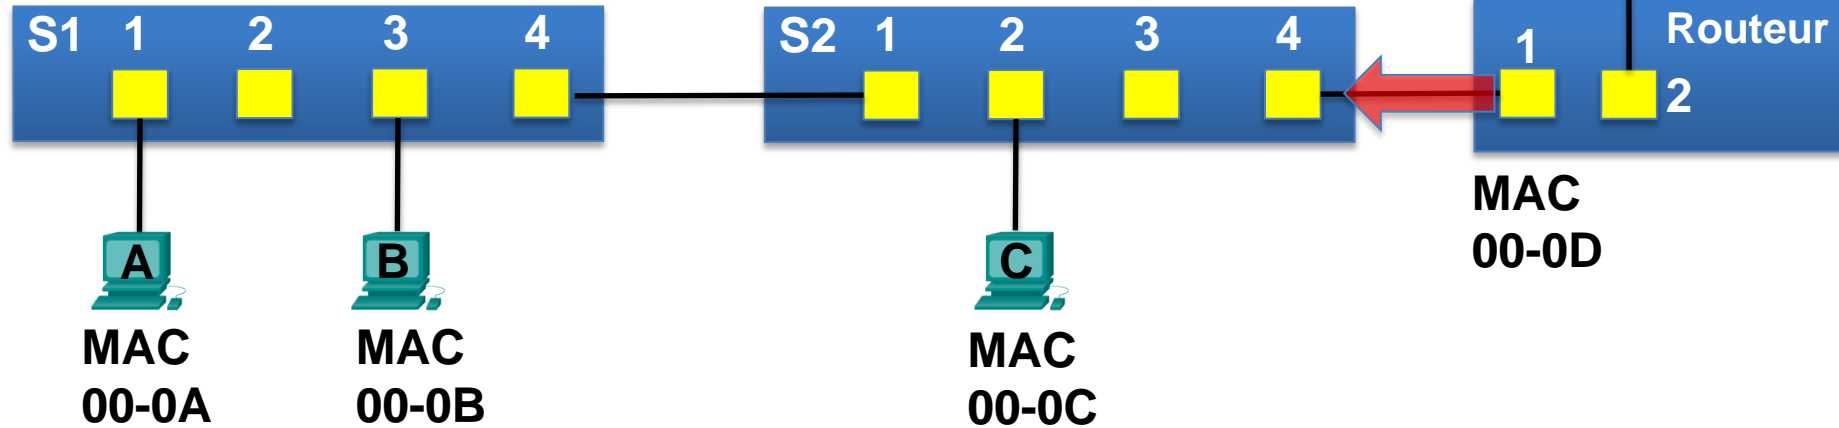 S1 1 2 3 4
S2 1 2 3 4
1
Routeur
2
A
B
C
MAC
00-0A
MAC
00-0B
MAC
00-0C
MAC
00-0D